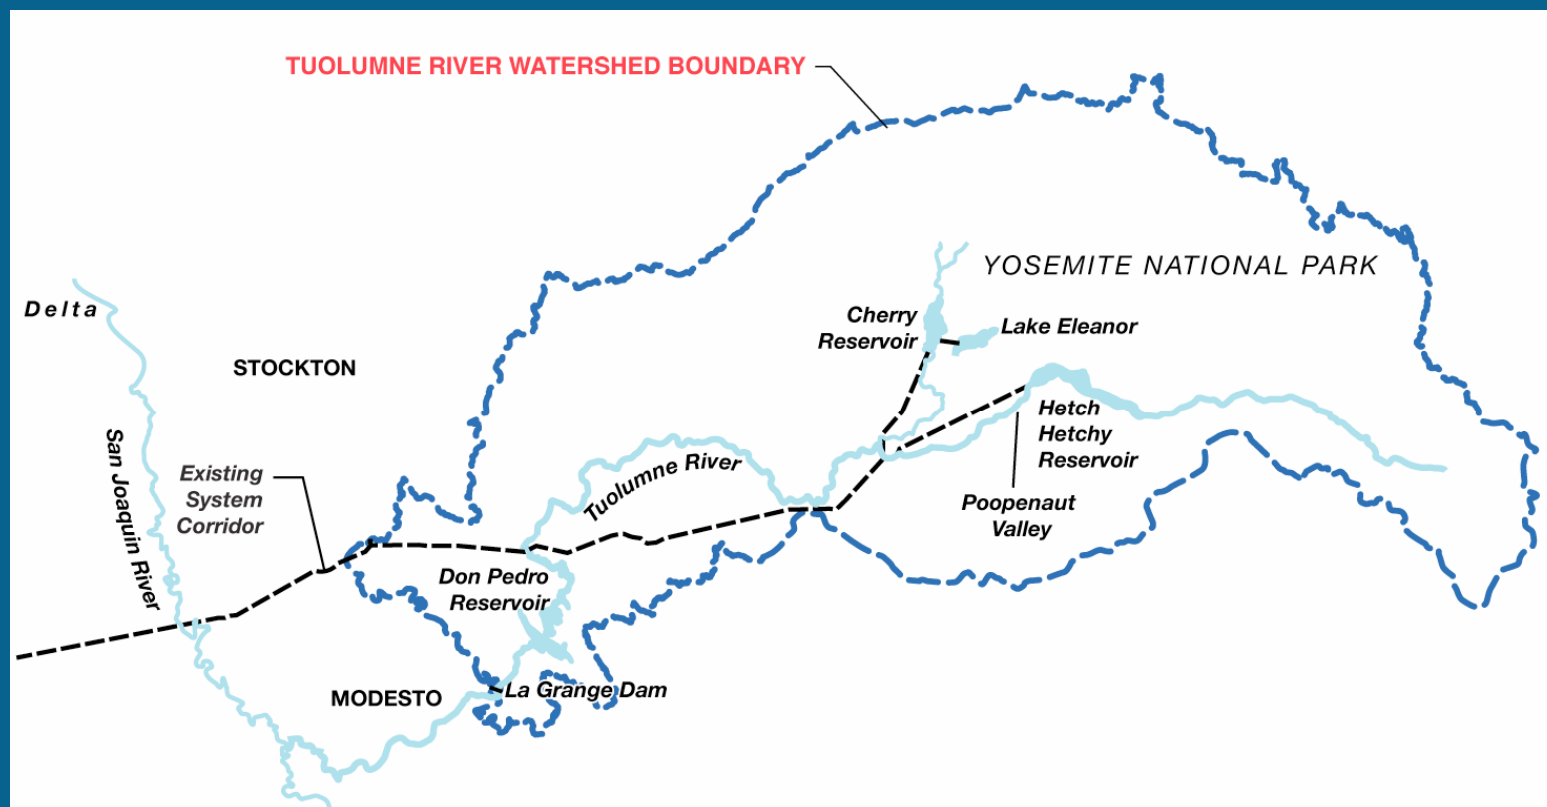 TUOLUMNE RIVER WATERSHED BOUNDARY
YOSEMITE NATIONAL PARK
Delta
Cherry
Reservoir
Lake Eleanor
STOCKTON
Hetch
Hetchy
Reservoir
San Joaquin River
Existing
System
Corridor
Tuolumne River
Poopenaut
Valley
Don Pedro
Reservoir
MODESTO
La Grange Dam